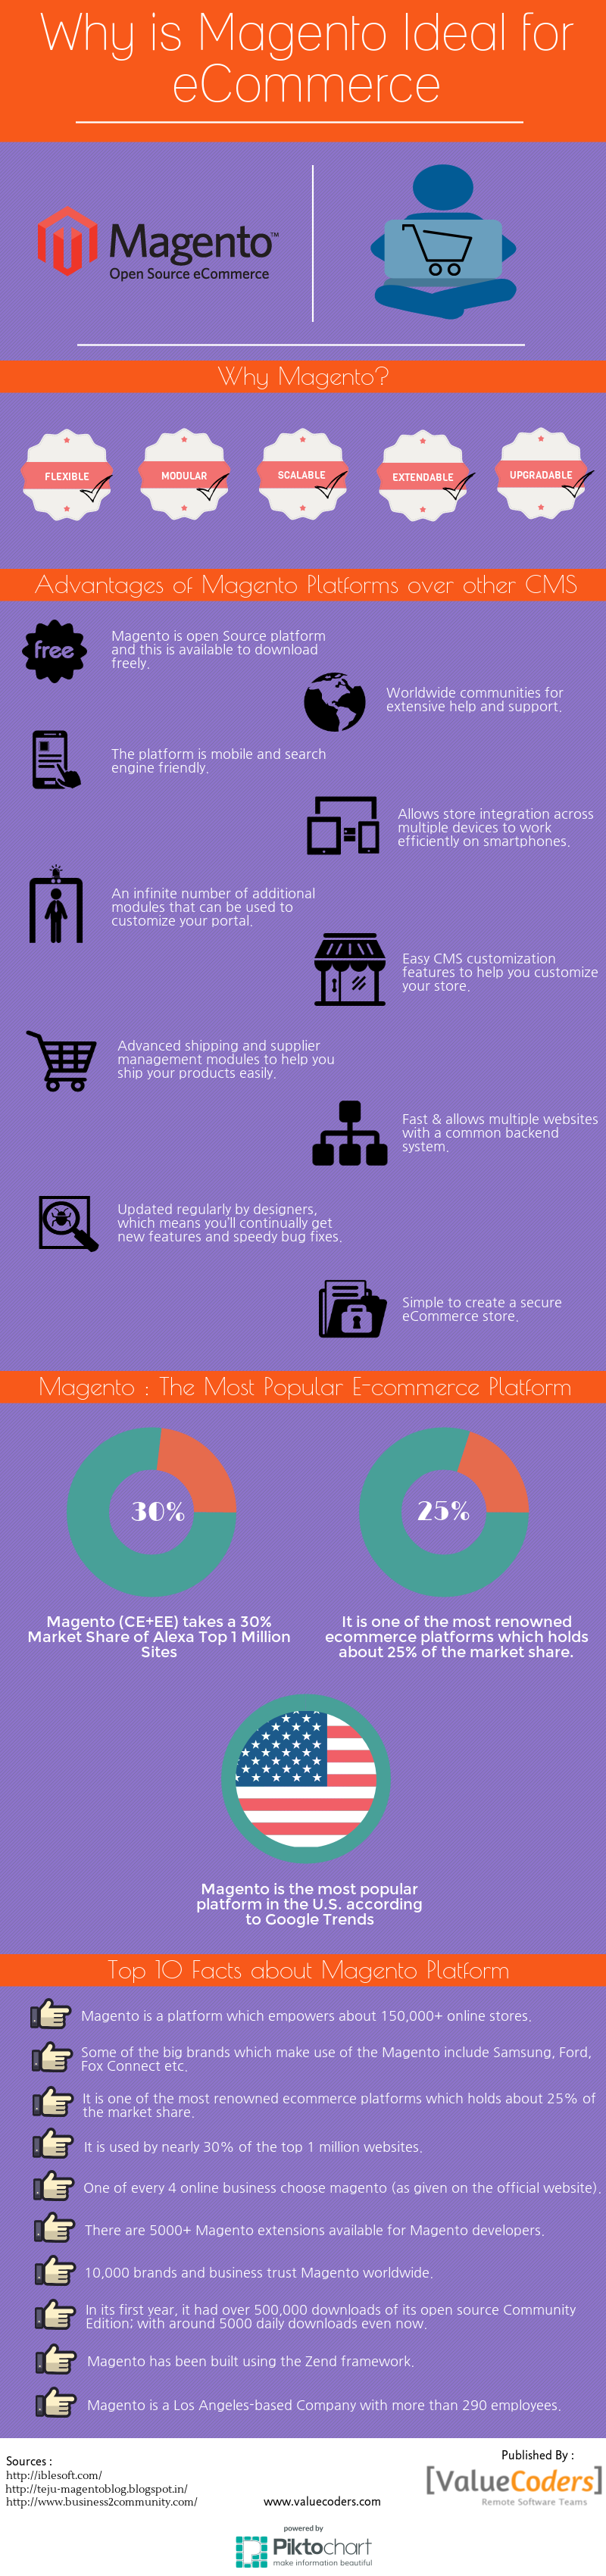 Why is Magento Ideal for
eCommerce
Magento™
Open Source eCommerce
Why Magento?
FLEXIBLE
MODULAR
SCALABLE
EXTENDABLE
UPGRADABLE
Advantages of Magento Platforms over other CMS
free
Magento is open Source platform
and this is available to download
freely.
Worldwide communities for
extensive help and support.
The platform is mobile and search
engine friendly.
Allows store integration across
multiple devices to work
efficiently on smartphones.
An infinite number of additional
modules that can be used to
customize your portal.
Easy CMS customization
features to help you customize
your store.
Advanced shipping and supplier
management modules to help you
ship your products easily.
Fast & allows multiple websites
with a common backend
system.
Updated regularly by designers,
which means you'll continually get
new features and speedy bug fixes.
Simple to create a secure
eCommerce store.
Magento : The Most Popular E-commerce Platform
30%
25%
Magento (CE+EE) takes a 30%
Market Share of Alexa Top 1 Million
Sites
It is one of the most renowned
ecommerce platforms which holds
about 25% of the market share.
Magento is the most popular
platform in the U.S. according
to Google Trends
Top 10 Facts about Magento Platform
Magento is a platform which empowers about 150,000+ online stores.
Some of the big brands which make use of the Magento include Samsung, Ford,
Fox Connect etc.
It is one of the most renowned ecommerce platforms which holds about 25% of
the market share.
It is used by nearly 30% of the top 1 million websites.
One of every 4 online business choose magento (as given on the official website).
There are 5000+ Magento extensions available for Magento developers.
10,000 brands and business trust Magento worldwide.
In its first year, it had over 500,000 downloads of its open source Community
Edition; with around 5000 daily downloads even now.
Magento has been built using the Zend framework.
Magento is a Los Angeles-based Company with more than 290 employees.
Sources :
http://iblesoft.com/
http://teju-magentoblog.blogspot.in/
http://www.business2community.com/
www.valuecoders.com
Published By :
[ValueCoders]
Remote Software Teams
powered by
Piktochart
make information beautiful